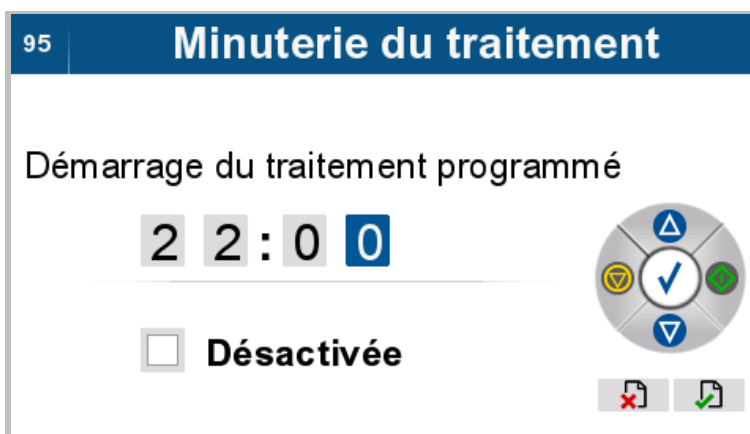 95 Minuterie du traitement
Démarrage du traitement programmé
22:00
Désactivée